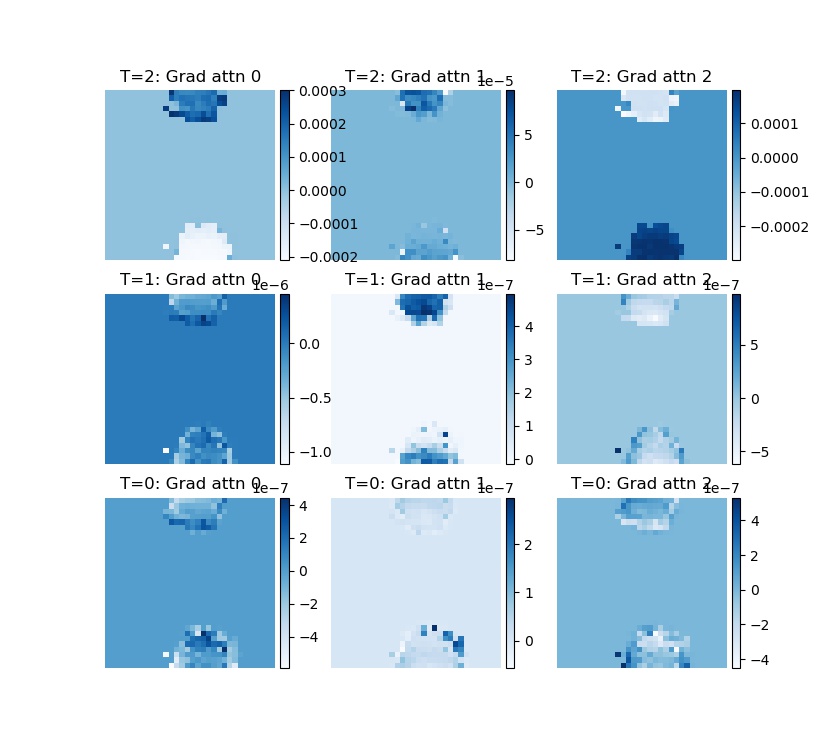 T=2: Grad attn 0
T=2: Grad attn 1
1e−5
T=2: Grad attn 2
0.0003
0.0002
0.0001
0.0000
−0.0001
−0.0002
5
0
−5
0.0001
0.0000
−0.0001
−0.0002
T=1: Grad attn 0
1e−6
T=1: Grad attn 1
1e−7
T=1: Grad attn 2
1e−7
0.0
−0.5
−1.0
4
3
2
1
0
5
0
−5
T=0: Grad attn 0
1e−7
T=0: Grad attn 1
1e−7
T=0: Grad attn 2
1e−7
4
2
0
−2
−4
2
1
0
4
2
0
−2
−4